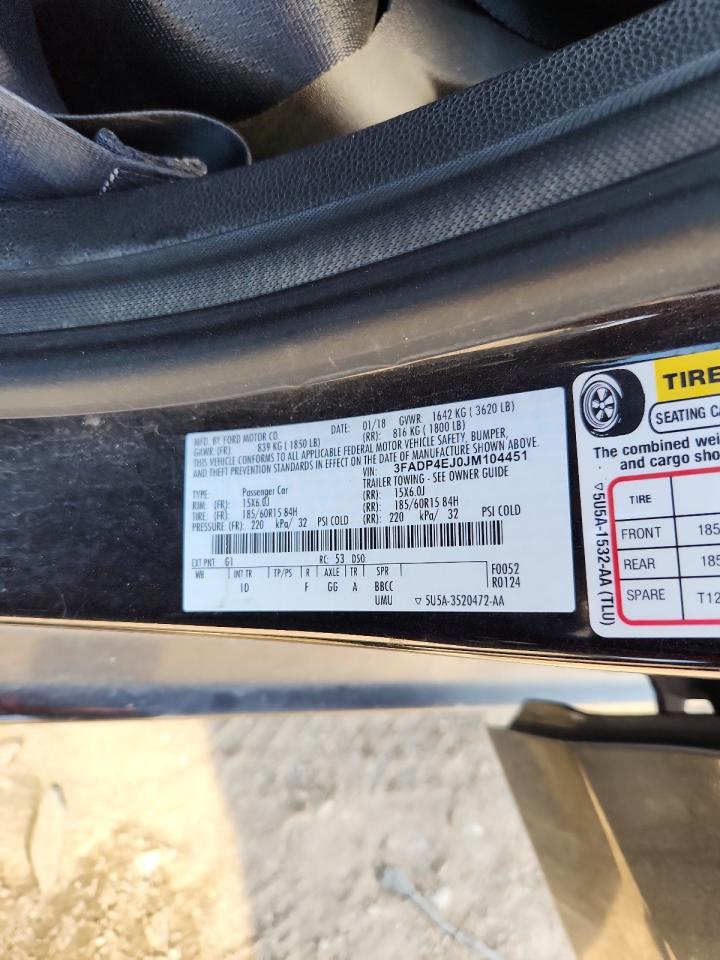 MFD. BY FORD MOTOR CO.
DATE: 01/18 GVWR: 1642 KG ( 3620 LB)
GAWR: (FR): 839 KG ( 1850 LB) (RR): 816 KG ( 1800 LB)
THIS VEHICLE CONFORMS TO ALL APPLICABLE FEDERAL MOTOR VEHICLE SAFETY, BUMPER,
AND THEFT PREVENTION STANDARDS IN EFFECT ON THE DATE OF MANUFACTURE SHOWN ABOVE.
VIN: 3FADP4EJ0JM104451
TYPE: Passenger Car TRAILER TOWING - SEE OWNER GUIDE
RIM: (FR): 15X6.0J (RR): 15X6.0J
TIRE: (FR): 185/60R15 84H (RR): 185/60R15 84H
PRESSURE: (FR): 220 kPa/ 32 PSI COLD (RR): 220 kPa/ 32 PSI COLD
EXT PNT: G1 RC: 53 DSO: F0052
WB INT TR TP/PS R AXLE TR SPR R0124
ID F GG A BBCC
UMU ▽ 5U5A-3520472-AA
TIRE
SEATING CA
The combined wei
and cargo sho
TIRE
FRONT 185
REAR 185
SPARE T12
▽5U5A-1532-AA (TLU)